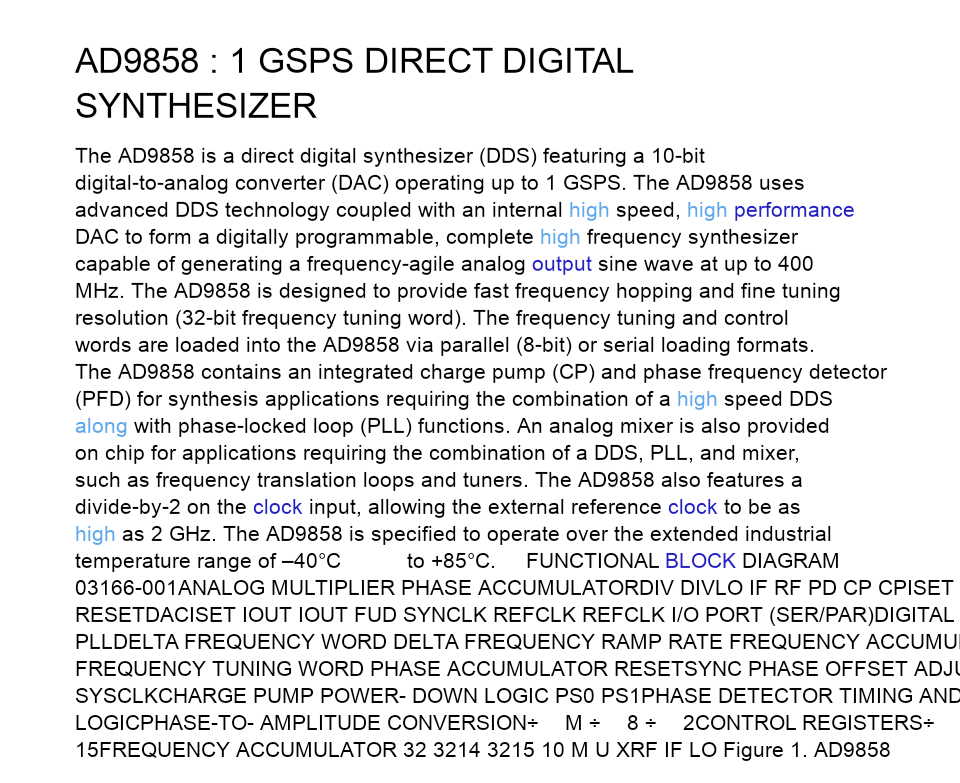 AD9858 : 1 GSPS DIRECT DIGITAL
SYNTHESIZER
The AD9858 is a direct digital synthesizer (DDS) featuring a 10-bit
digital-to-analog converter (DAC) operating up to 1 GSPS. The AD9858 uses
advanced DDS technology coupled with an internal high speed, high performance
DAC to form a digitally programmable, complete high frequency synthesizer
capable of generating a frequency-agile analog output sine wave at up to 400
MHz. The AD9858 is designed to provide fast frequency hopping and fine tuning
resolution (32-bit frequency tuning word). The frequency tuning and control
words are loaded into the AD9858 via parallel (8-bit) or serial loading formats.
The AD9858 contains an integrated charge pump (CP) and phase frequency detector
(PFD) for synthesis applications requiring the combination of a high speed DDS
along with phase-locked loop (PLL) functions. An analog mixer is also provided
on chip for applications requiring the combination of a DDS, PLL, and mixer,
such as frequency translation loops and tuners. The AD9858 also features a
divide-by-2 on the clock input, allowing the external reference clock to be as
high as 2 GHz. The AD9858 is specified to operate over the extended industrial
temperature range of –40°C to +85°C. FUNCTIONAL BLOCK DIAGRAM
03166-001ANALOG MULTIPLIER PHASE ACCUMULATORDIV DIVLO IF RF PD CP CPISET
RESETDACISET IOUT IOUT FUD SYNCLK REFCLK REFCLK I/O PORT (SER/PAR)DIGITAL
PLLDELTA FREQUENCY WORD DELTA FREQUENCY RAMP RATE FREQUENCY ACCUMU
FREQUENCY TUNING WORD PHASE ACCUMULATOR RESETSYNC PHASE OFFSET ADJU
SYSCLKCHARGE PUMP POWER- DOWN LOGIC PS0 PS1PHASE DETECTOR TIMING AND
LOGICPHASE-TO- AMPLITUDE CONVERSION÷ M ÷ 8 ÷ 2CONTROL REGISTERS÷
15FREQUENCY ACCUMULATOR 32 3214 3215 10 M U XRF IF LO Figure 1. AD9858